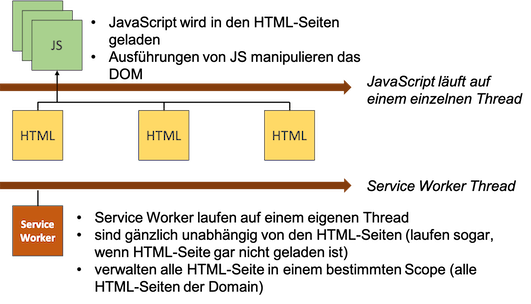 • JavaScript wird in den HTML-Seiten
geladen
• Ausführungen von JS manipulieren das
DOM
JS
JavaScript läuft auf
einem einzelnen Thread
HTML
HTML
HTML
Service Worker Thread
Service
Worker
• Service Worker laufen auf einem eigenen Thread
• sind gänzlich unabhängig von den HTML-Seiten (laufen sogar,
wenn HTML-Seite gar nicht geladen ist)
• verwalten alle HTML-Seite in einem bestimmten Scope (alle
HTML-Seiten der Domain)